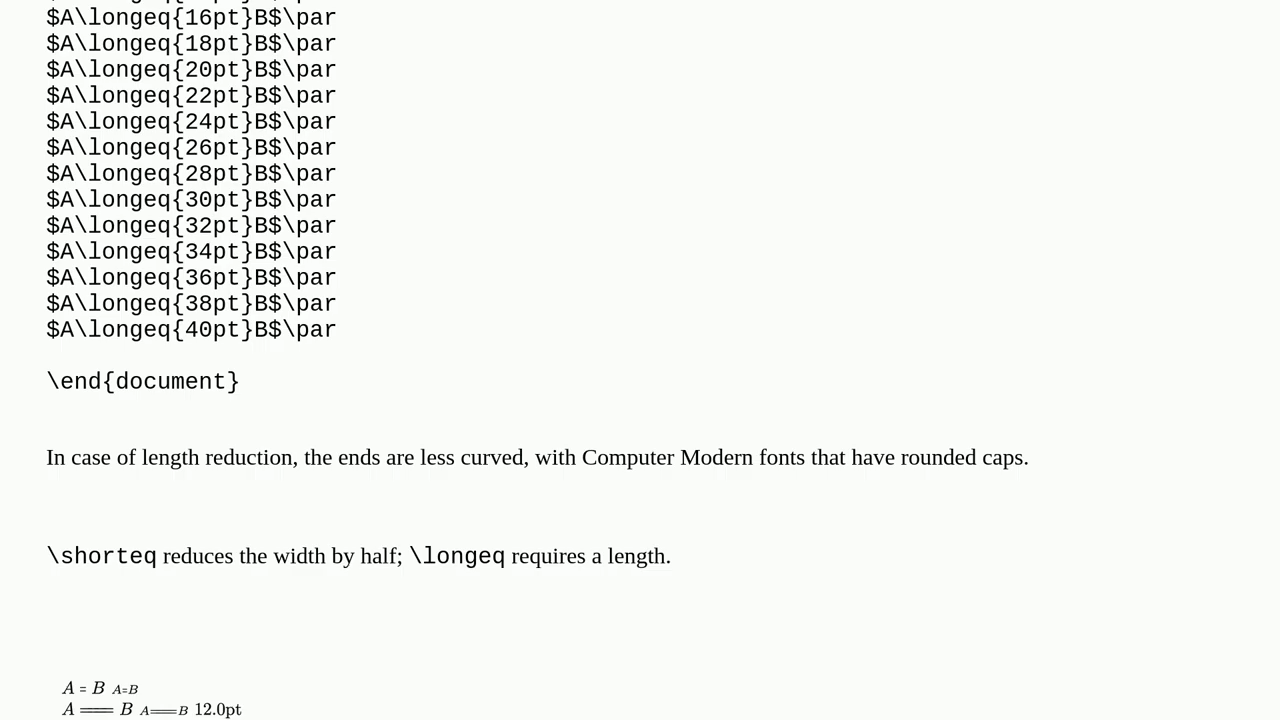 $A\longeq{16pt}B$\par
$A\longeq{18pt}B$\par
$A\longeq{20pt}B$\par
$A\longeq{22pt}B$\par
$A\longeq{24pt}B$\par
$A\longeq{26pt}B$\par
$A\longeq{28pt}B$\par
$A\longeq{30pt}B$\par
$A\longeq{32pt}B$\par
$A\longeq{34pt}B$\par
$A\longeq{36pt}B$\par
$A\longeq{38pt}B$\par
$A\longeq{40pt}B$\par
\end{document}
In case of length reduction, the ends are less curved, with Computer Modern fonts that have rounded caps.
\shorteq reduces the width by half; \longeq requires a length.
A = B A=B
A ═══ B A═══B 12.0pt